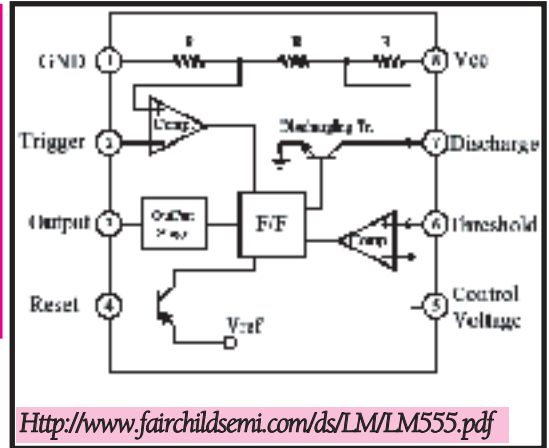 R R R
GND 1 8 Vcc
Comp.
Discharging Tr.
Trigger 2 7 Discharge
Output 3 OutPut Stage F/F Comp. 6 Threshold
Reset 4 Vref 5 Control Voltage
Http://www.fairchildsemi.com/ds/LM/LM555.pdf